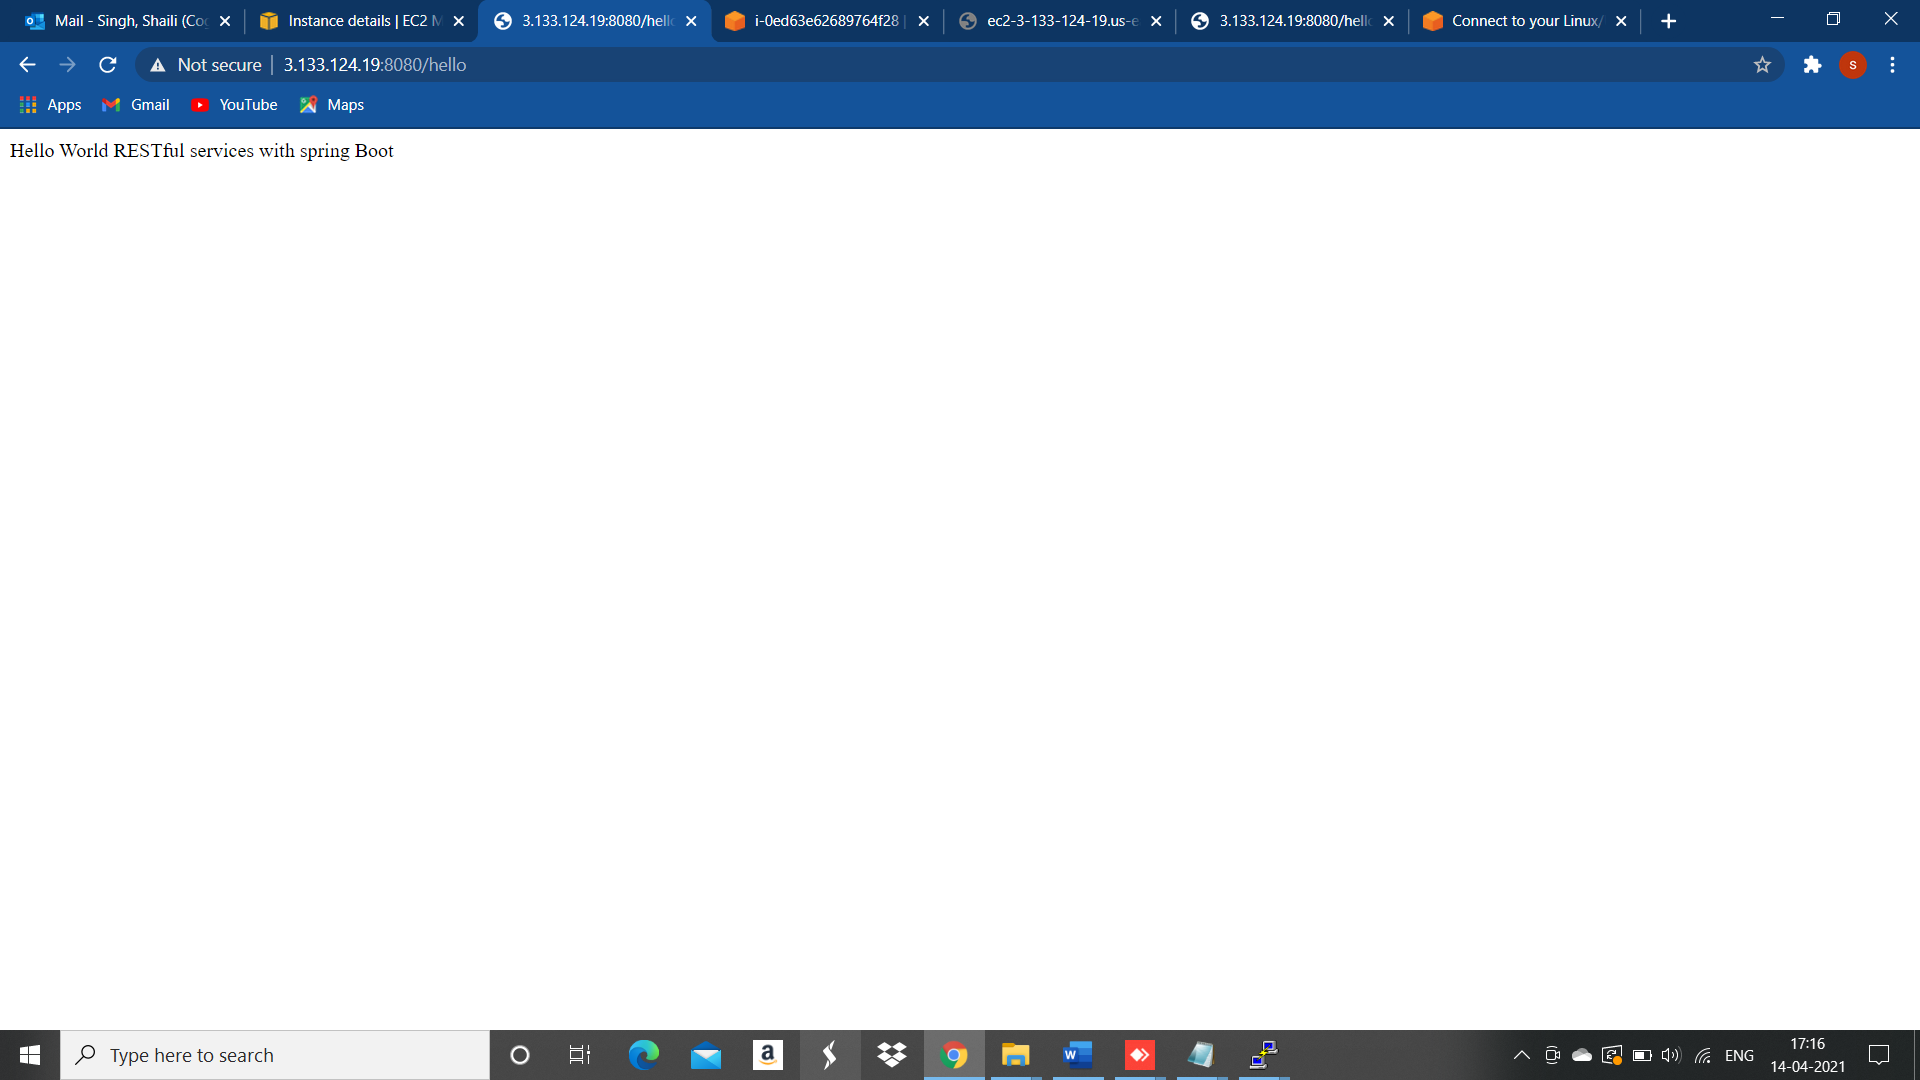 Mail - Singh, Shaili (Co
Instance details | EC2 M
3.133.124.19:8080/hell
i-0ed63e62689764f28 |
ec2-3-133-124-19.us-e
3.133.124.19:8080/hell
Connect to your Linux/
Not secure | 3.133.124.19:8080/hello
S
Apps
Gmail
YouTube
Maps
Hello World RESTful services with spring Boot
Type here to search
ENG
17:16
14-04-2021